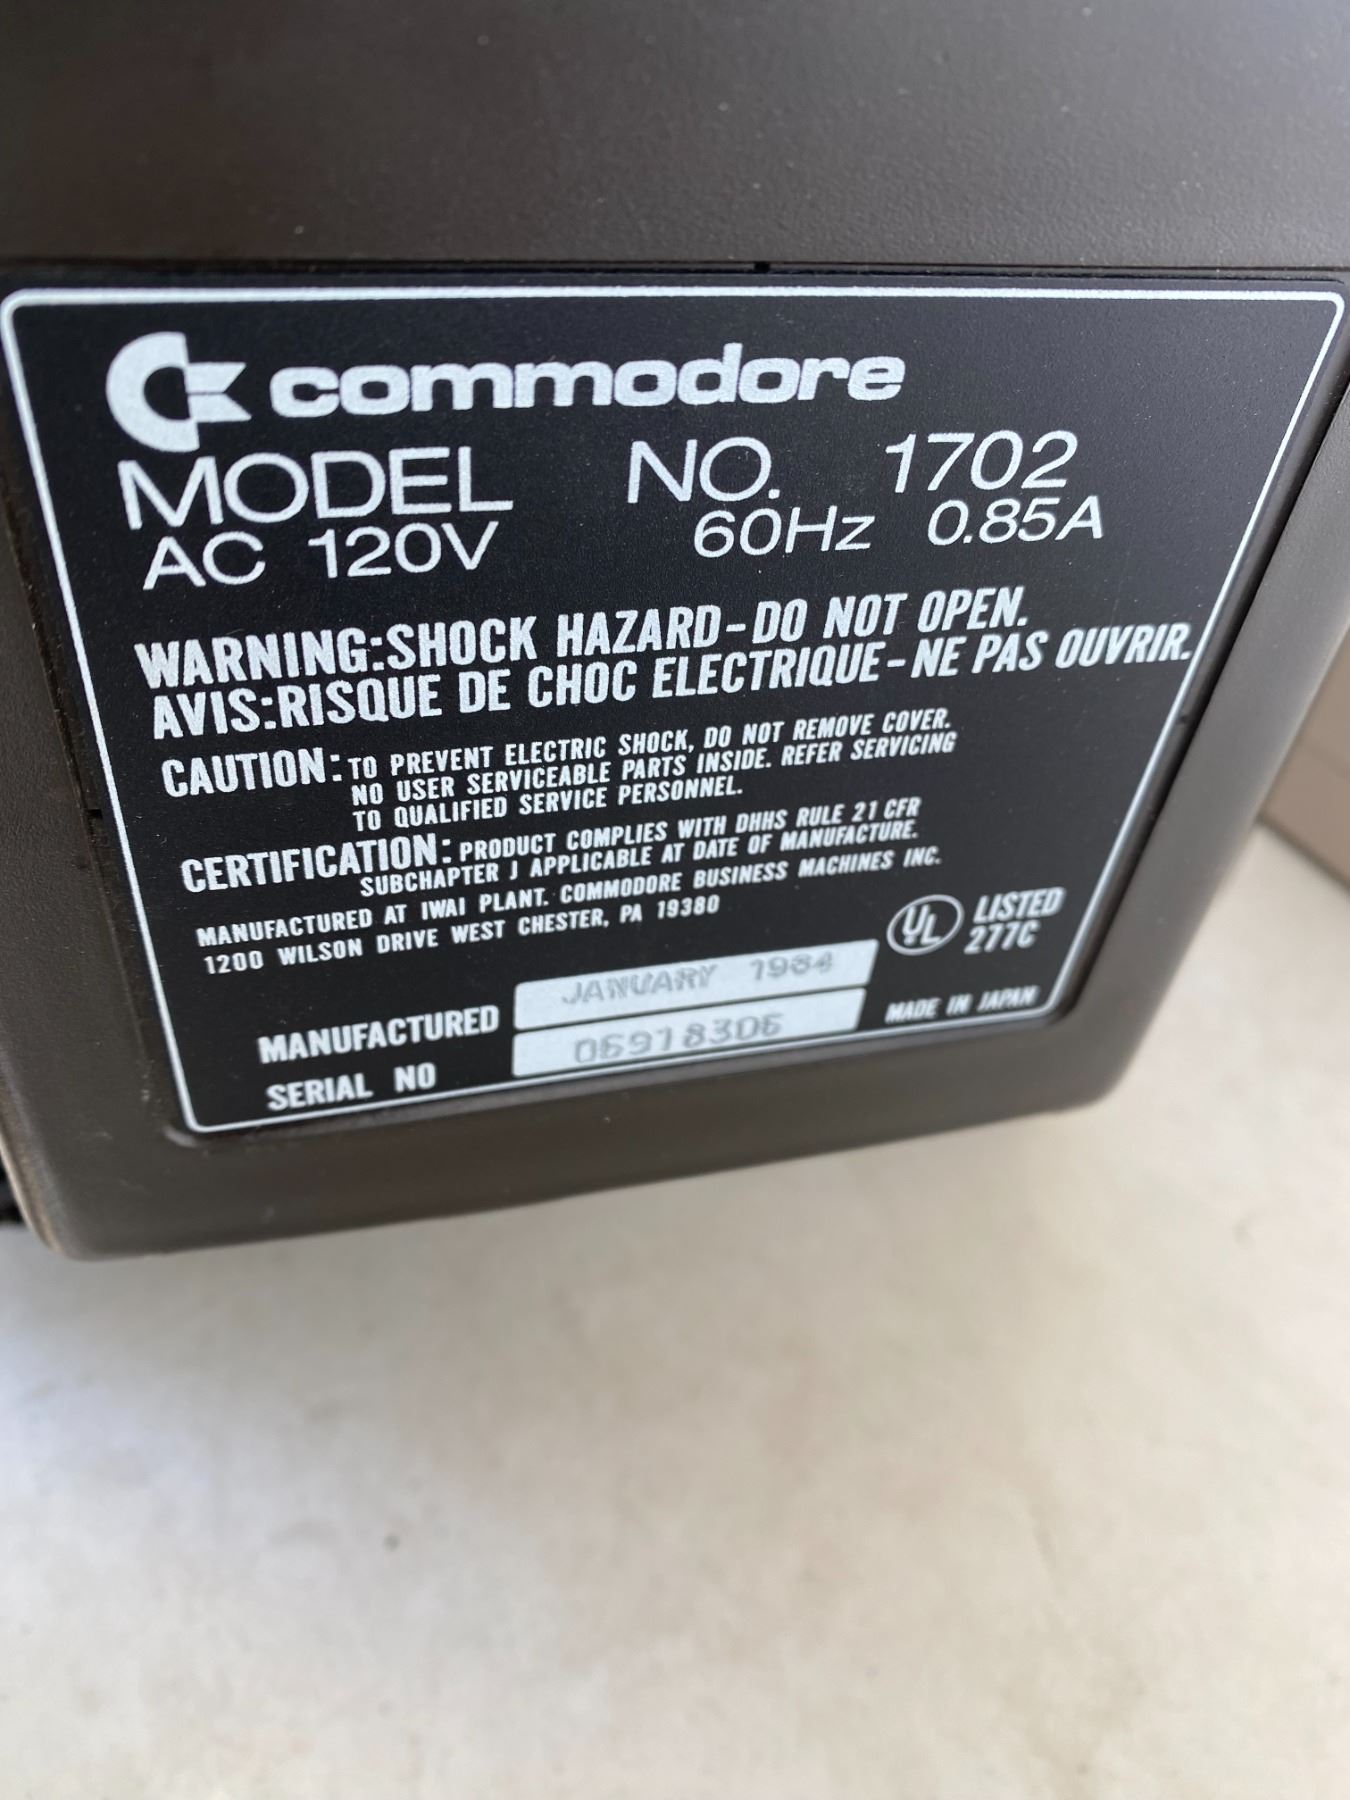 commodore
MODEL NO. 1702
AC 120V 60Hz 0.85A
WARNING:SHOCK HAZARD-DO NOT OPEN.
AVIS:RISQUE DE CHOC ELECTRIQUE-NE PAS OUVRIR.
CAUTION: TO PREVENT ELECTRIC SHOCK, DO NOT REMOVE COVER.
NO USER SERVICEABLE PARTS INSIDE. REFER SERVICING
TO QUALIFIED SERVICE PERSONNEL.
CERTIFICATION: PRODUCT COMPLIES WITH DHHS RULE 21 CFR
SUBCHAPTER J APPLICABLE AT DATE OF MANUFACTURE.
MANUFACTURED AT IWAI PLANT. COMMODORE BUSINESS MACHINES INC.
1200 WILSON DRIVE WEST CHESTER, PA 19380
UL LISTED
277C
MANUFACTURED JANUARY 1984
SERIAL NO 06918306
MADE IN JAPAN